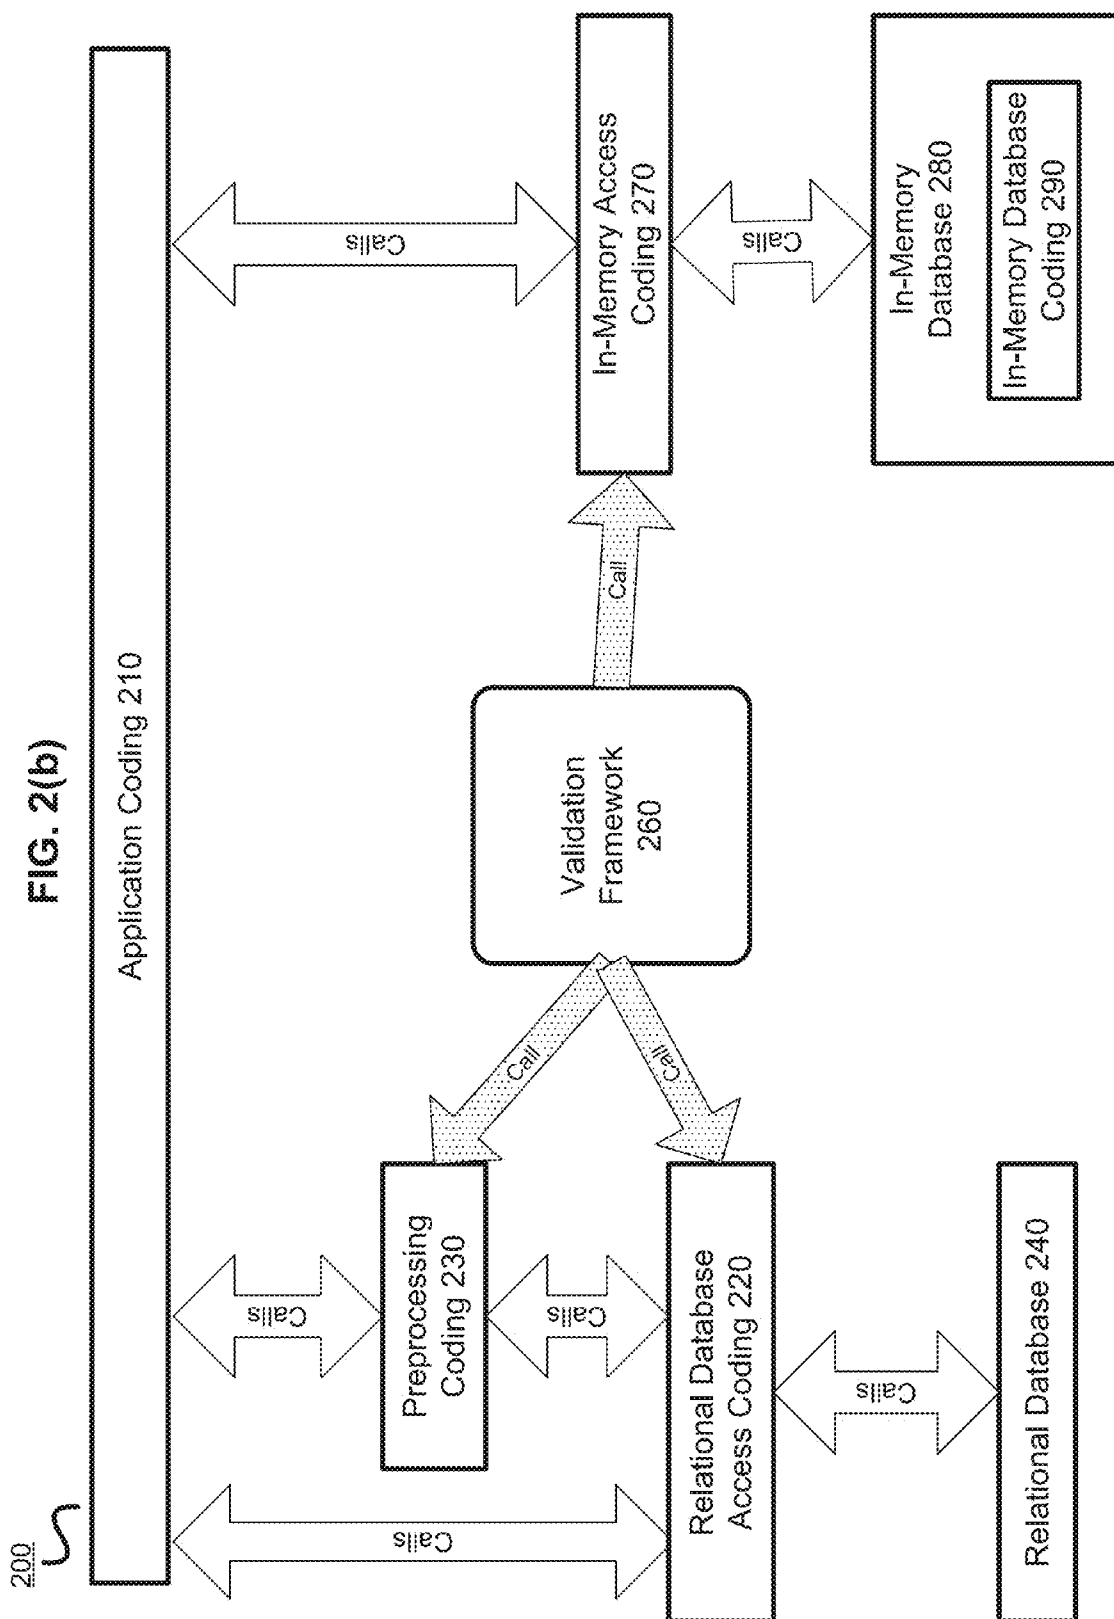 FIG. 2(b)
200
Application Coding 210
Calls
Calls
Calls
Preprocessing
Coding 230
Calls
Call
Call
Call
Validation
Framework
260
In-Memory Access
Coding 270
Relational Database
Access Coding 220
Calls
Calls
In-Memory
Database 280
In-Memory Database
Coding 290
Relational Database 240